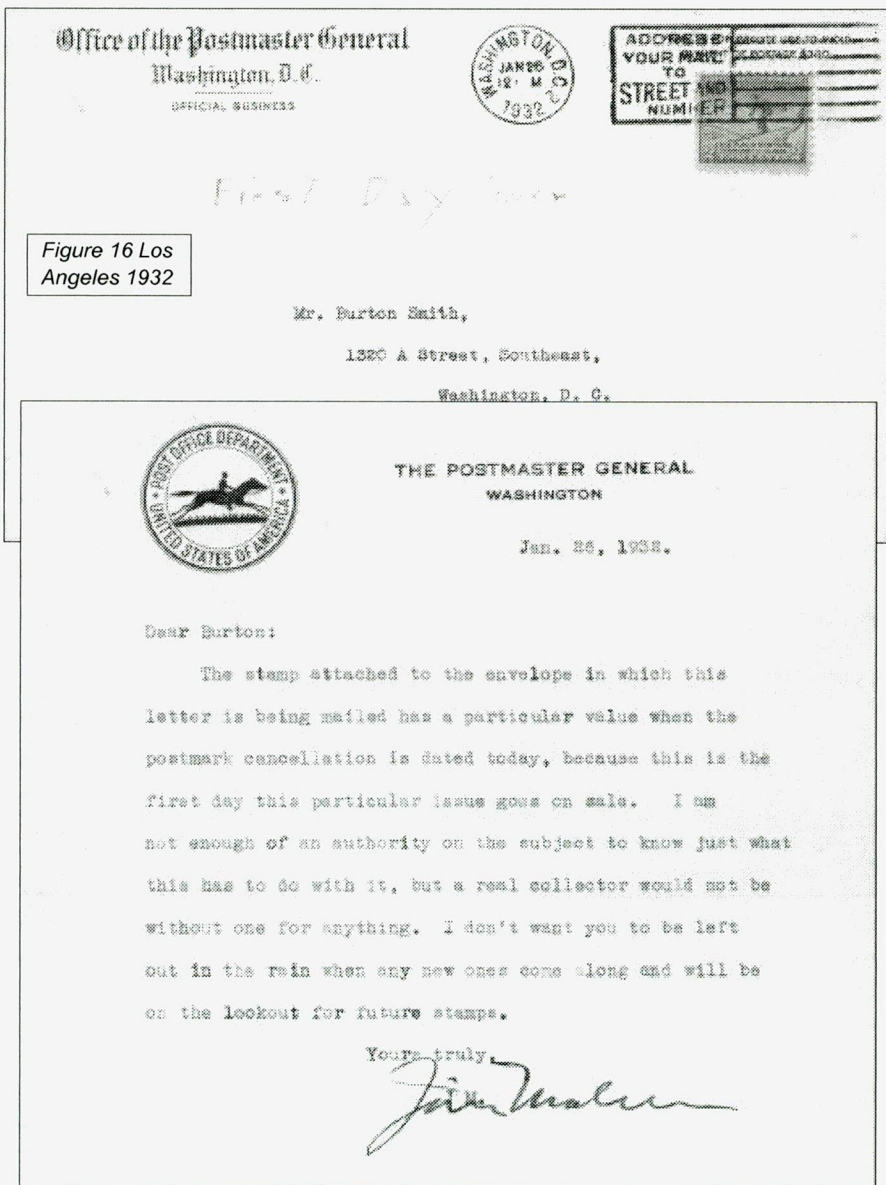 Office of the Postmaster General
Washington, D. C.
OFFICIAL BUSINESS
WASHINGTON, D.C. 2
JAN 26
12 M
1932
ADDRESS
YOUR MAIL
TO
STREET AND
NUMBER
First Day Cover
Figure 16 Los
Angeles 1932
Mr. Burton Smith,
1320 A Street, Southeast,
Washington, D. C.
POST OFFICE DEPARTMENT
UNITED STATES OF AMERICA
THE POSTMASTER GENERAL
WASHINGTON
Jan. 26, 1932.
Dear Burton:
The stamp attached to the envelope in which this
letter is being mailed has a particular value when the
postmark cancellation is dated today, because this is the
first day this particular issue goes on sale. I am
not enough of an authority on the subject to know just what
this has to do with it, but a real collector would not be
without one for anything. I don't want you to be left
out in the rain when any new ones come along and will be
on the lookout for future stamps.
Yours truly,